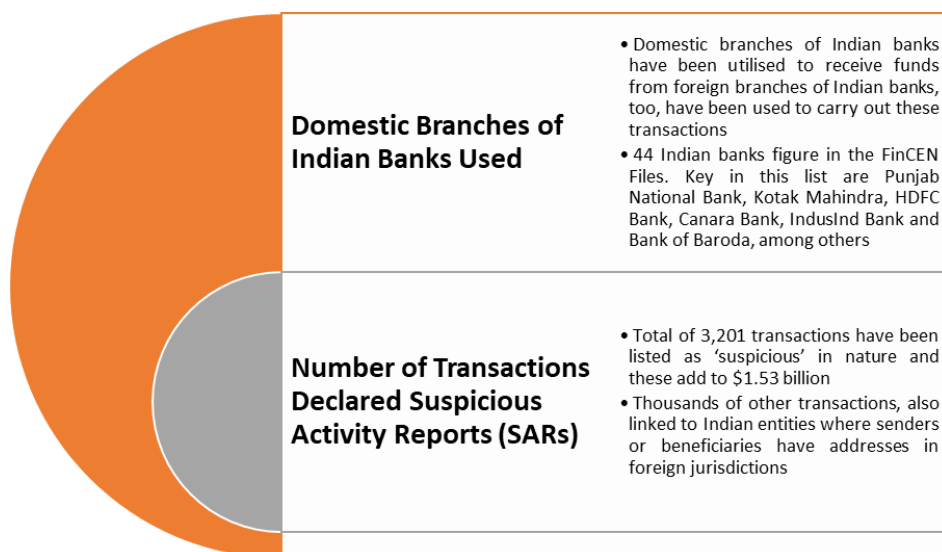 Domestic Branches of
Indian Banks Used
• Domestic branches of Indian banks
have been utilised to receive funds
from foreign branches of Indian banks,
too, have been used to carry out these
transactions
• 44 Indian banks figure in the FinCEN
Files. Key in this list are Punjab
National Bank, Kotak Mahindra, HDFC
Bank, Canara Bank, IndusInd Bank and
Bank of Baroda, among others
Number of Transactions
Declared Suspicious
Activity Reports (SARs)
• Total of 3,201 transactions have been
listed as ‘suspicious’ in nature and
these add to $1.53 billion
• Thousands of other transactions, also
linked to Indian entities where senders
or beneficiaries have addresses in
foreign jurisdictions